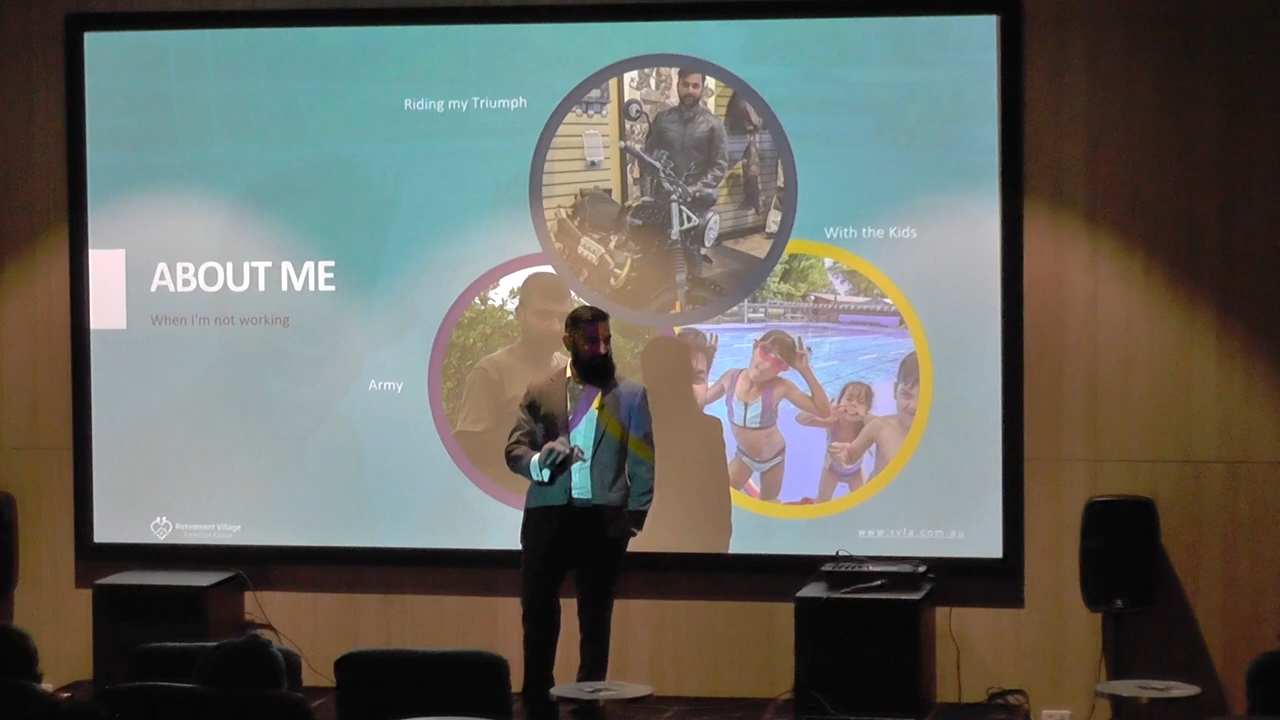 Riding my Triumph
With the Kids
ABOUT ME
When I'm not working
Army
Retirement Village
www.rvfa.com.au